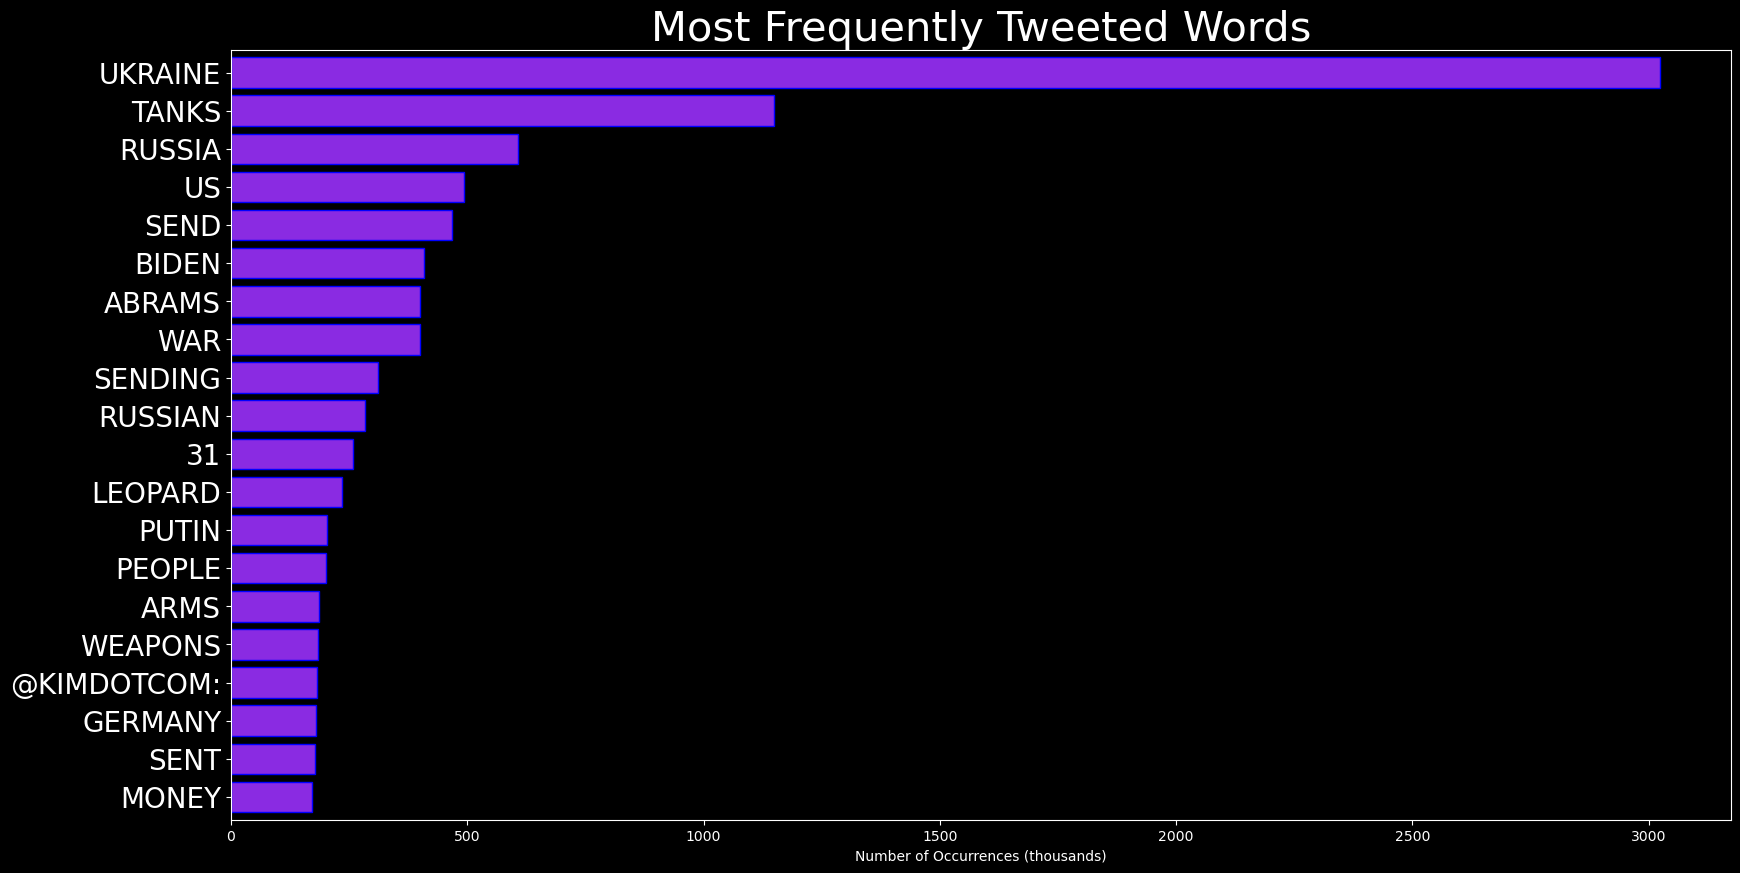 Most Frequently Tweeted Words
UKRAINE
TANKS
RUSSIA
US
SEND
BIDEN
ABRAMS
WAR
SENDING
RUSSIAN
31
LEOPARD
PUTIN
PEOPLE
ARMS
WEAPONS
@KIMDOTCOM:
GERMANY
SENT
MONEY
0 500 1000 1500 2000 2500 3000
Number of Occurrences (thousands)